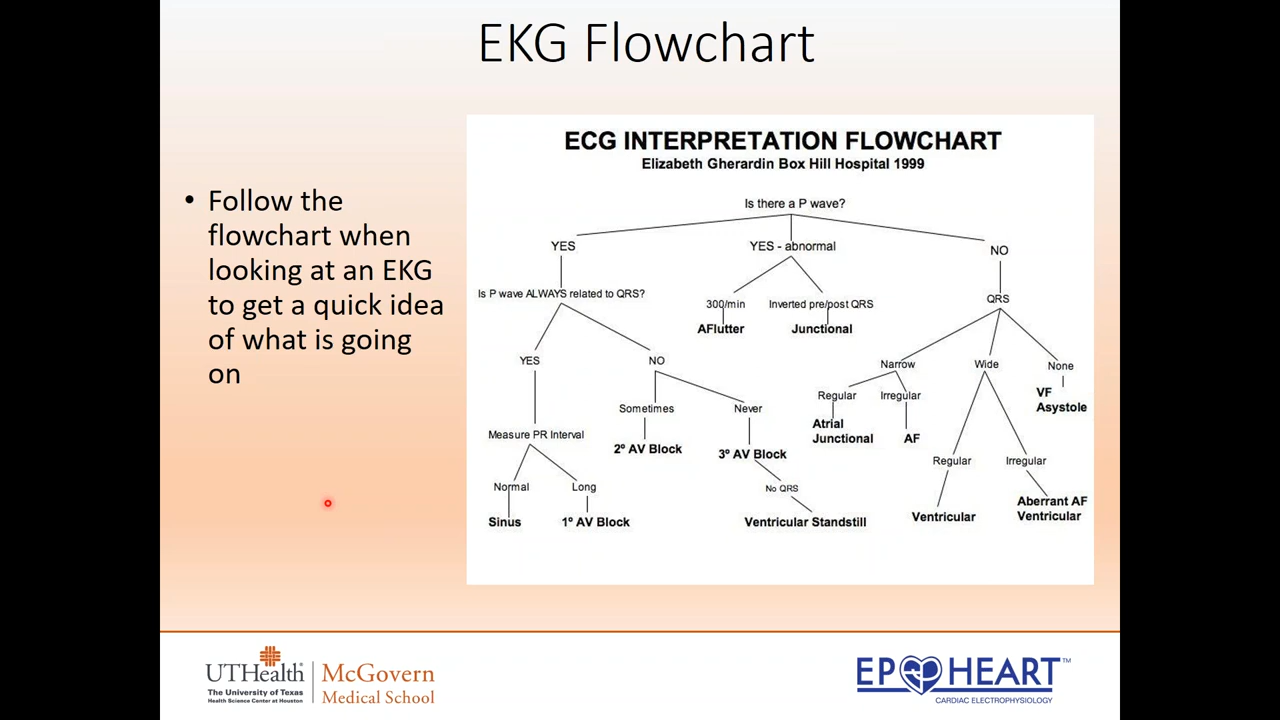 EKG Flowchart
• Follow the
flowchart when
looking at an EKG
to get a quick idea
of what is going
on
ECG INTERPRETATION FLOWCHART
Elizabeth Gherardin Box Hill Hospital 1999
Is there a P wave?
YES
YES - abnormal
NO
Is P wave ALWAYS related to QRS?
300/min
Inverted pre/post QRS
QRS
AFlutter
Junctional
YES
NO
Narrow
Wide
None
Sometimes
Never
Regular
Irregular
VF
Asystole
Measure PR Interval
2º AV Block
3º AV Block
Atrial
Junctional
AF
Regular
Irregular
Normal
Long
No QRS
Sinus
1º AV Block
Ventricular Standstill
Ventricular
Aberrant AF
Ventricular
UTHealth
The University of Texas
Health Science Center at Houston
McGovern
Medical School
EP HEART™
CARDIAC ELECTROPHYSIOLOGY